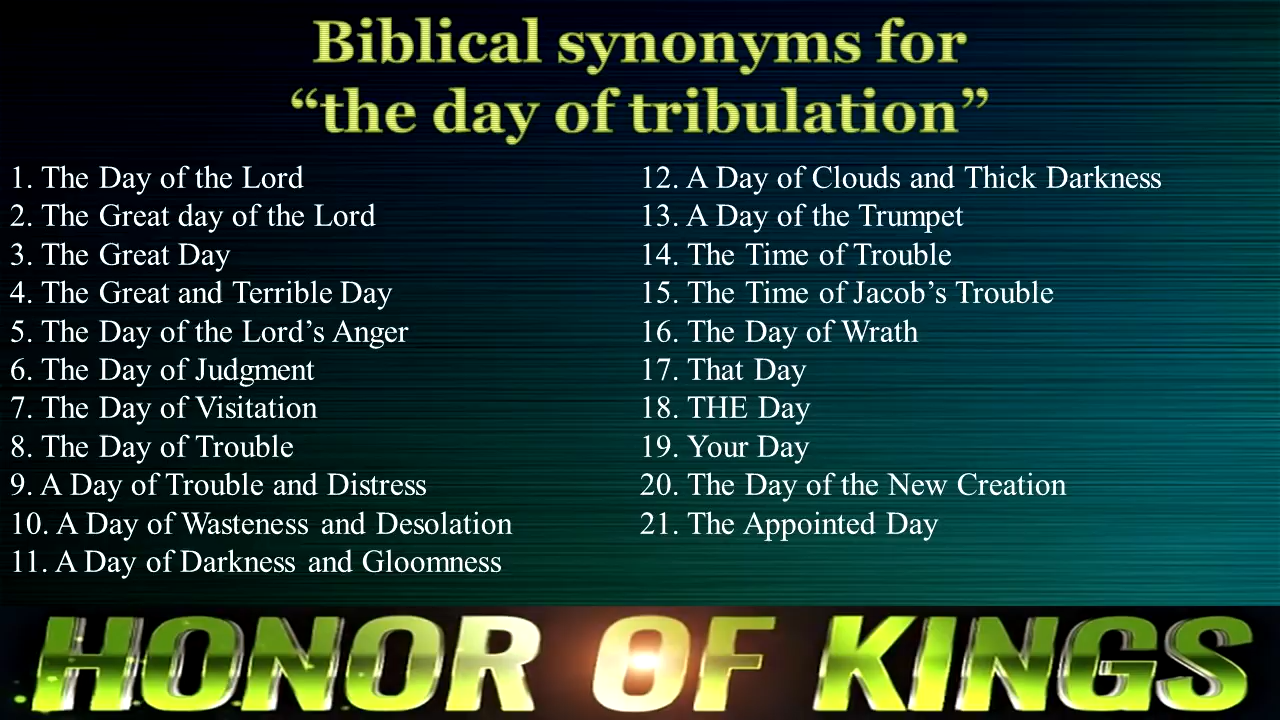 Biblical synonyms for
“the day of tribulation”
1. The Day of the Lord
2. The Great day of the Lord
3. The Great Day
4. The Great and Terrible Day
5. The Day of the Lord’s Anger
6. The Day of Judgment
7. The Day of Visitation
8. The Day of Trouble
9. A Day of Trouble and Distress
10. A Day of Wasteness and Desolation
11. A Day of Darkness and Gloomness
12. A Day of Clouds and Thick Darkness
13. A Day of the Trumpet
14. The Time of Trouble
15. The Time of Jacob’s Trouble
16. The Day of Wrath
17. That Day
18. THE Day
19. Your Day
20. The Day of the New Creation
21. The Appointed Day
HONOR OF KINGS